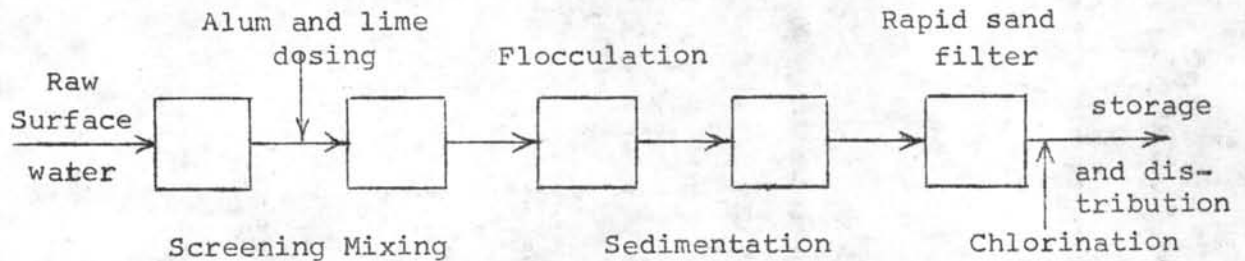 Alum and lime
dosing
Flocculation
Rapid sand
filter
Raw
Surface
water
storage
and dis-
tribution
Screening Mixing
Sedimentation
Chlorination